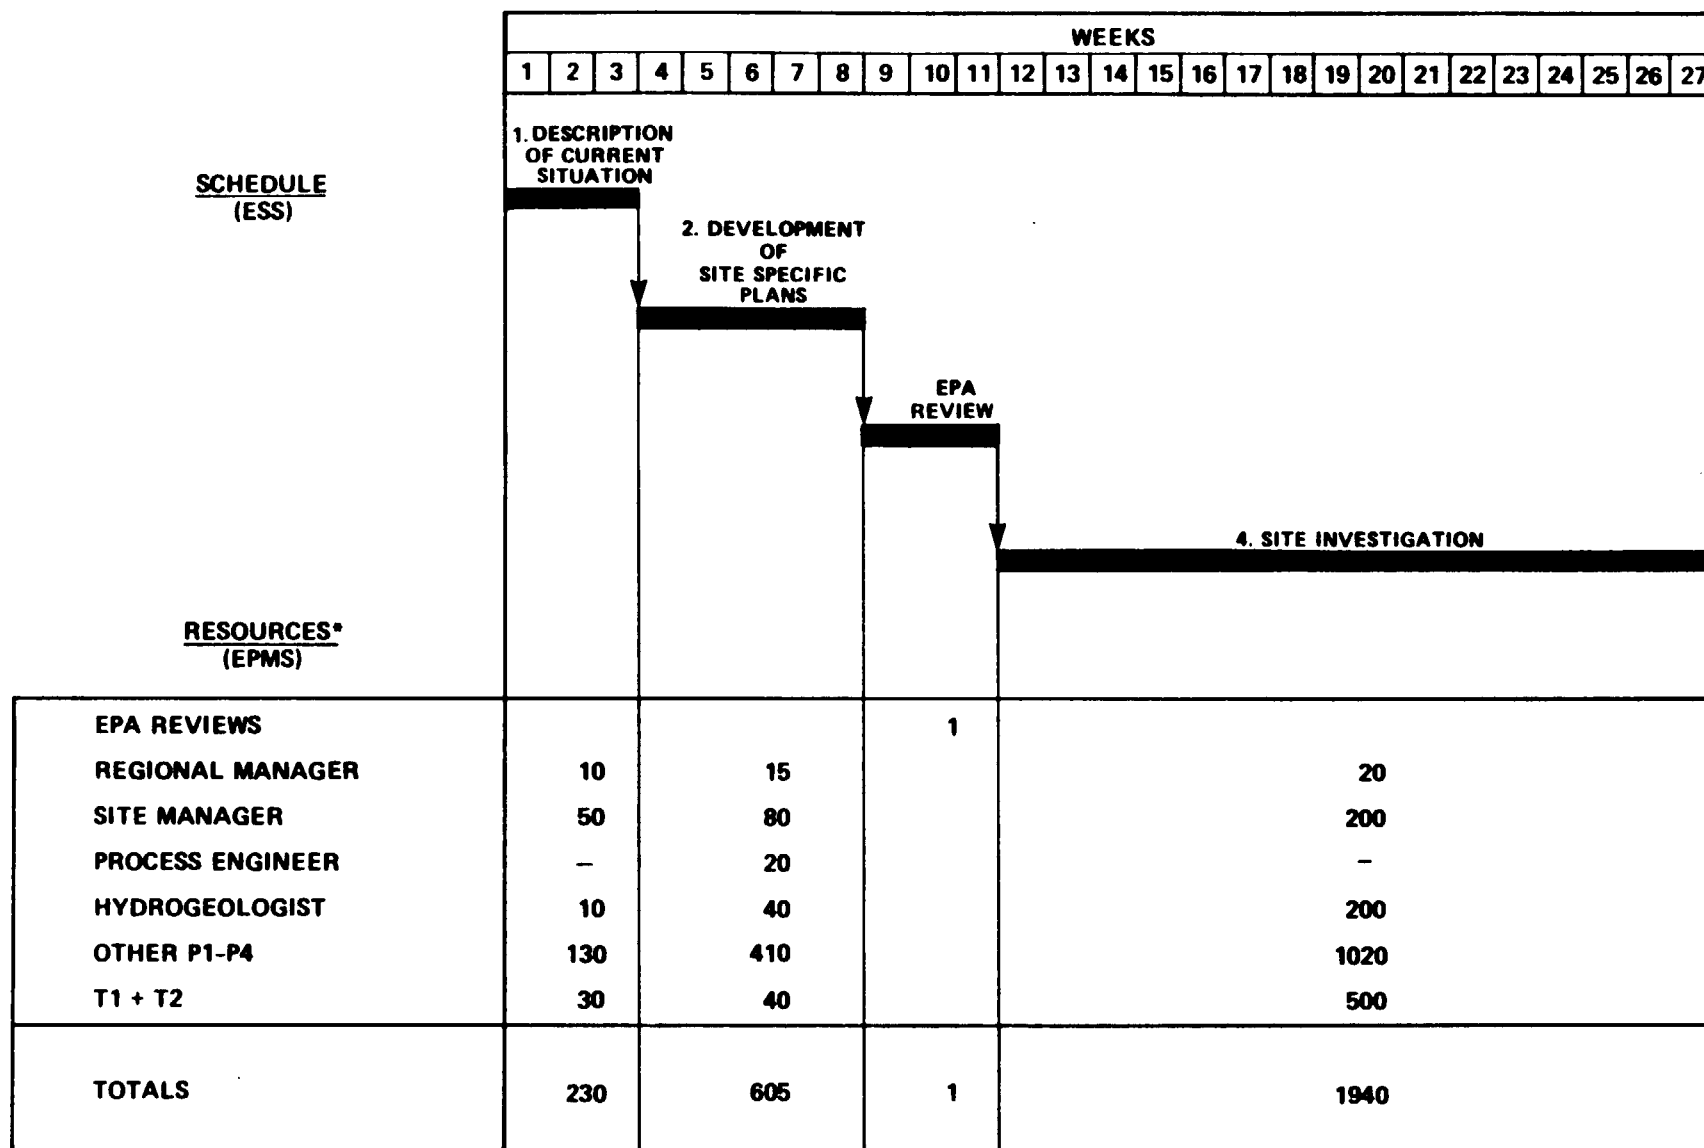 WEEKS
1 2 3 4 5 6 7 8 9 10 11 12 13 14 15 16 17 18 19 20 21 22 23 24 25 26 27
1. DESCRIPTION
OF CURRENT
SITUATION
SCHEDULE
(ESS)
2. DEVELOPMENT
OF
SITE SPECIFIC
PLANS
EPA
REVIEW
4. SITE INVESTIGATION
RESOURCES*
(EPMS)
EPA REVIEWS 1
REGIONAL MANAGER 10 15 20
SITE MANAGER 50 80 200
PROCESS ENGINEER – 20 –
HYDROGEOLOGIST 10 40 200
OTHER P1-P4 130 410 1020
T1 + T2 30 40 500
TOTALS 230 605 1 1940